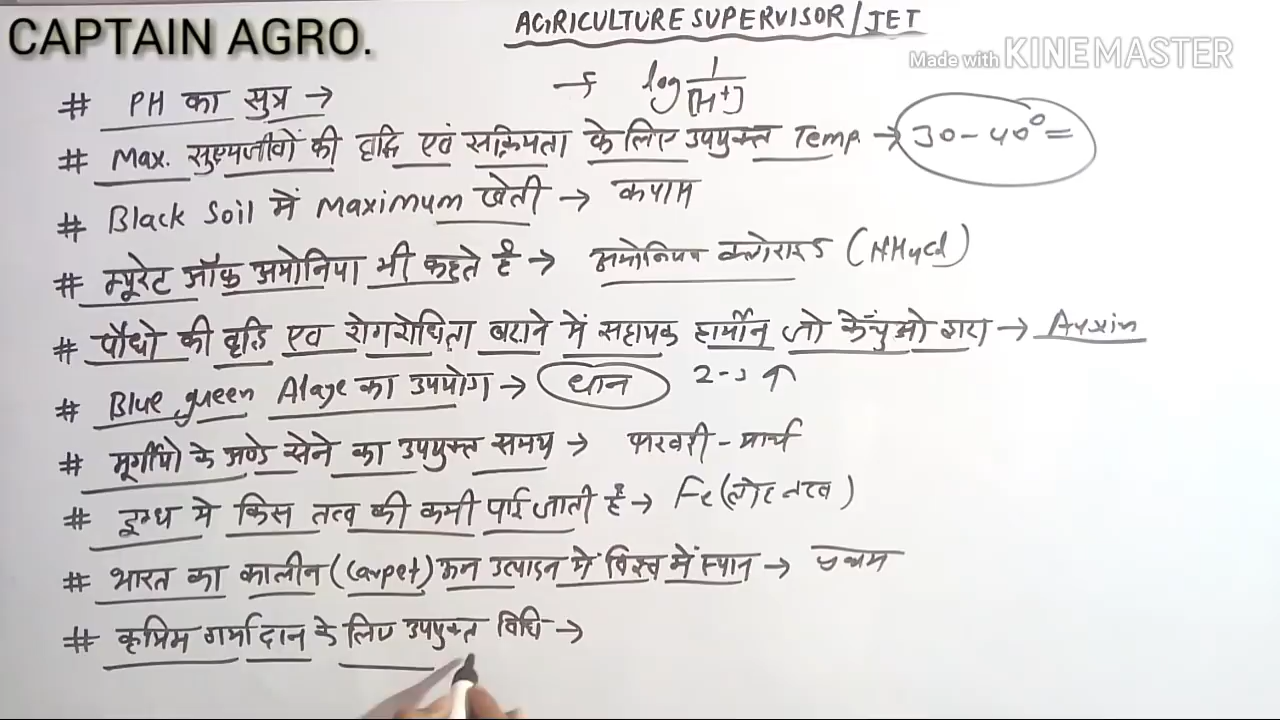 CAPTAIN AGRO.
AGRICULTURE SUPERVISOR/JET
Made with KINEMASTER
# PH का सुत्र → → log 1/[H+]
# Max. सुक्ष्मजीवों की वृद्धि एवं सक्रियता के लिए उपयुक्त Temp. → 30-40°=
# Black Soil में Maximum खेती → कपास
# म्यूरेट ऑफ अमोनिया भी कहते है → अमोनियम क्लोराइड (NH4Cl)
# पौधो की वृद्धि एव रोगरोधिता बढाने में सहायक हार्मोन जो केंचुओ द्वारा → Auxin
# Blue green Alage का उपयोग → धान
# मूर्गीयो के अण्डे सेने का उपयुक्त समय → फरवरी-मार्च
# दुग्ध मे किस तत्व की कमी पाई जाती है → Fe (लोह तत्व)
# भारत का कालीन (Carpet) ऊन उत्पादन में विश्व में स्थान → प्रथम
# कृत्रिम गर्भादान के लिए उपयुक्त विधि →